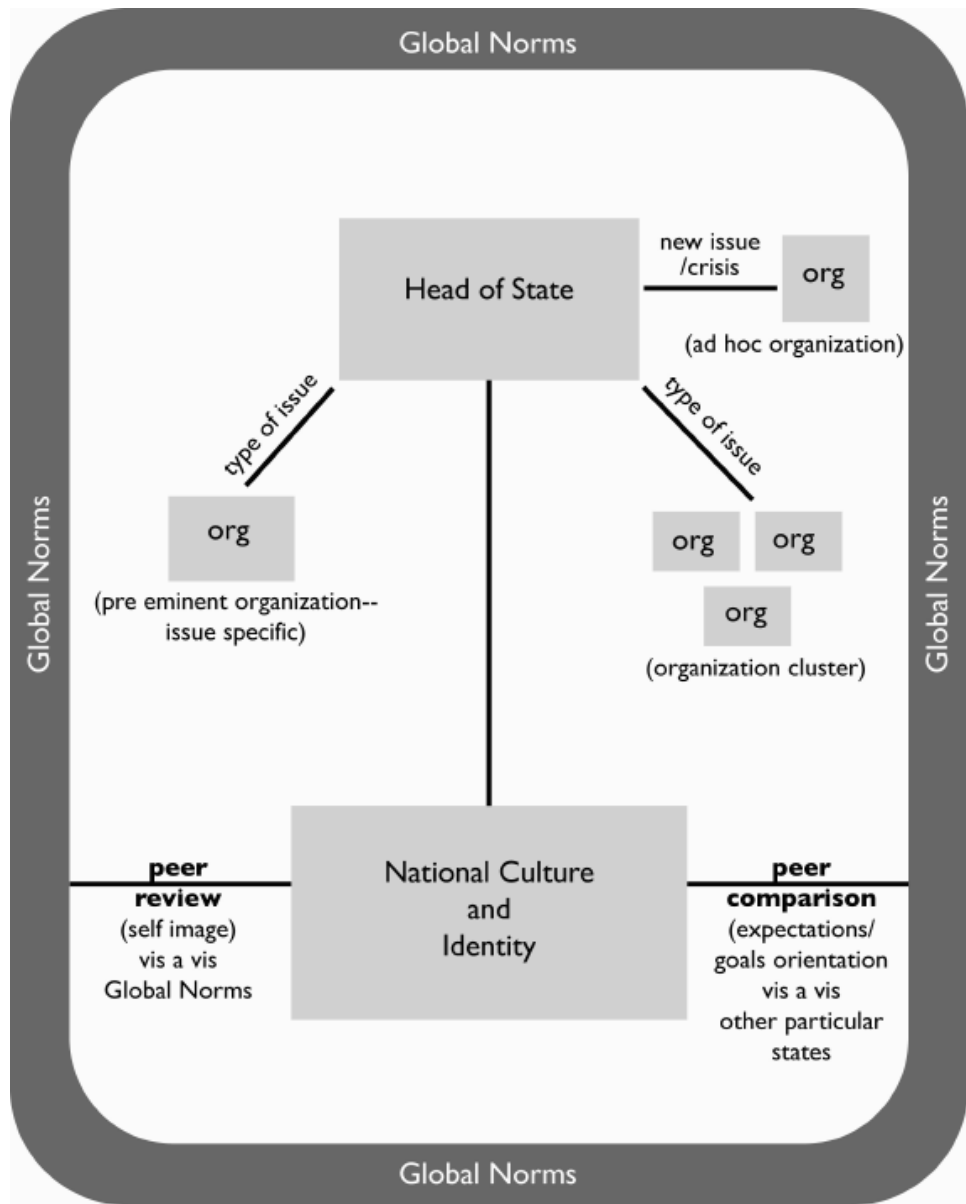 Global Norms
new issue
/crisis
Head of State
org
(ad hoc organization)
type of issue
type of issue
org
(pre eminent organization--
issue specific)
org
org
org
(organization cluster)
Global Norms
Global Norms
peer
review
(self image)
vis a vis
Global Norms
National Culture
and
Identity
peer
comparison
(expectations/
goals orientation
vis a vis
other particular
states
Global Norms